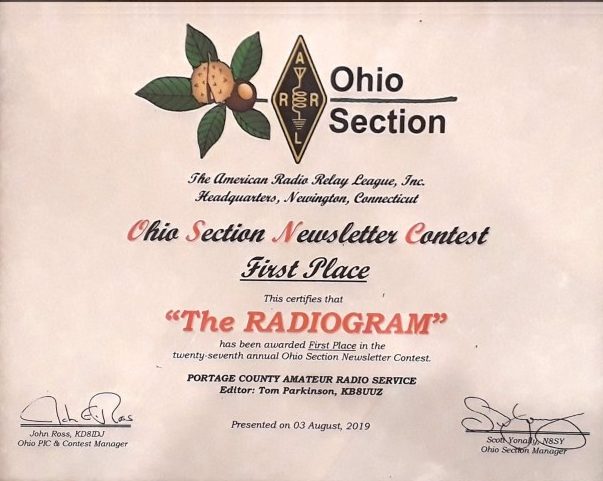 A
R R
L
Ohio
Section
The American Radio Relay League, Inc.
Headquarters, Newington, Connecticut
Ohio Section Newsletter Contest
First Place
This certifies that
“The RADIOGRAM”
has been awarded First Place in the
twenty-seventh annual Ohio Section Newsletter Contest.
PORTAGE COUNTY AMATEUR RADIO SERVICE
Editor: Tom Parkinson, KB8UUZ
Presented on 03 August, 2019
John E. Ross
John Ross, KD8IDJ
Ohio PIC & Contest Manager
Scott Yonally, N8SY
Ohio Section Manager